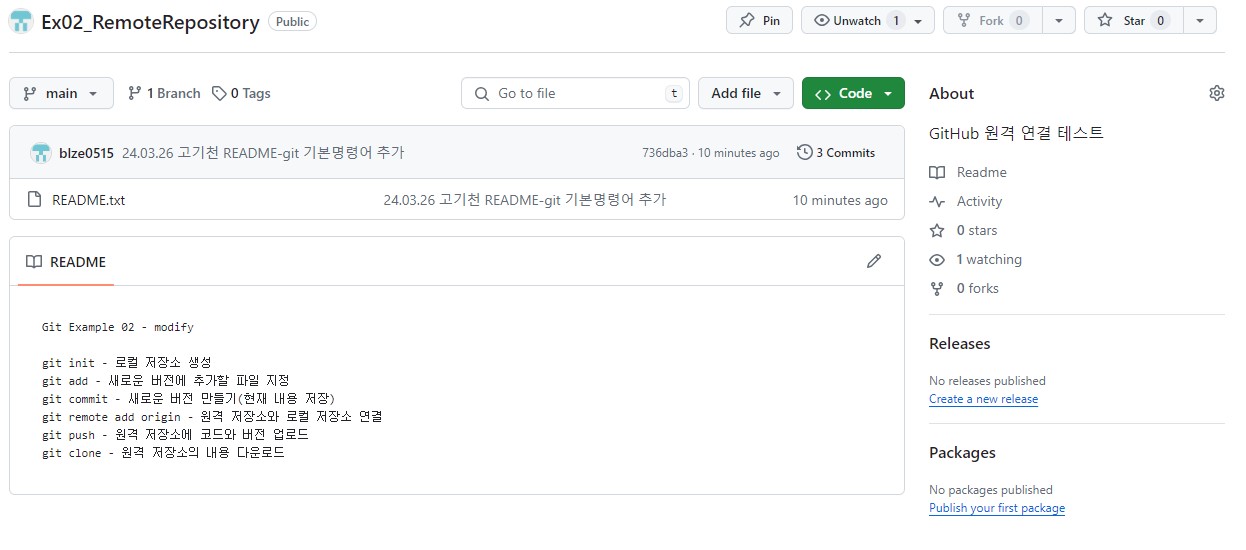 Ex02_RemoteRepository Public
Pin
Unwatch 1
Fork 0
Star 0
main
1 Branch
0 Tags
Go to file t
Add file
Code
blze0515 24.03.26 고기천 README-git 기본명령어 추가
736dba3 · 10 minutes ago
3 Commits
README.txt
24.03.26 고기천 README-git 기본명령어 추가
10 minutes ago
README
Git Example 02 - modify
git init - 로컬 저장소 생성
git add - 새로운 버전에 추가할 파일 지정
git commit - 새로운 버전 만들기(현재 내용 저장)
git remote add origin - 원격 저장소와 로컬 저장소 연결
git push - 원격 저장소에 코드와 버전 업로드
git clone - 원격 저장소의 내용 다운로드
About
GitHub 원격 연결 테스트
Readme
Activity
0 stars
1 watching
0 forks
Releases
No releases published
Create a new release
Packages
No packages published
Publish your first package